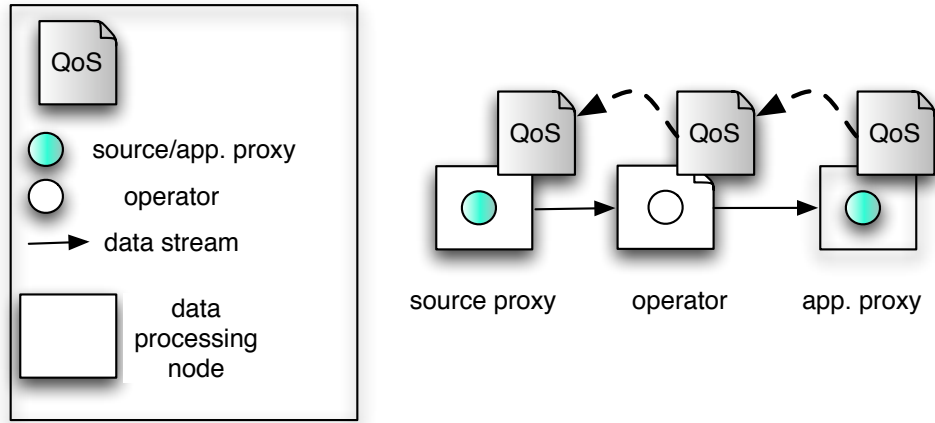 QoS
source/app. proxy
operator
data stream
data
processing
node
QoS
QoS
QoS
source proxy
operator
app. proxy